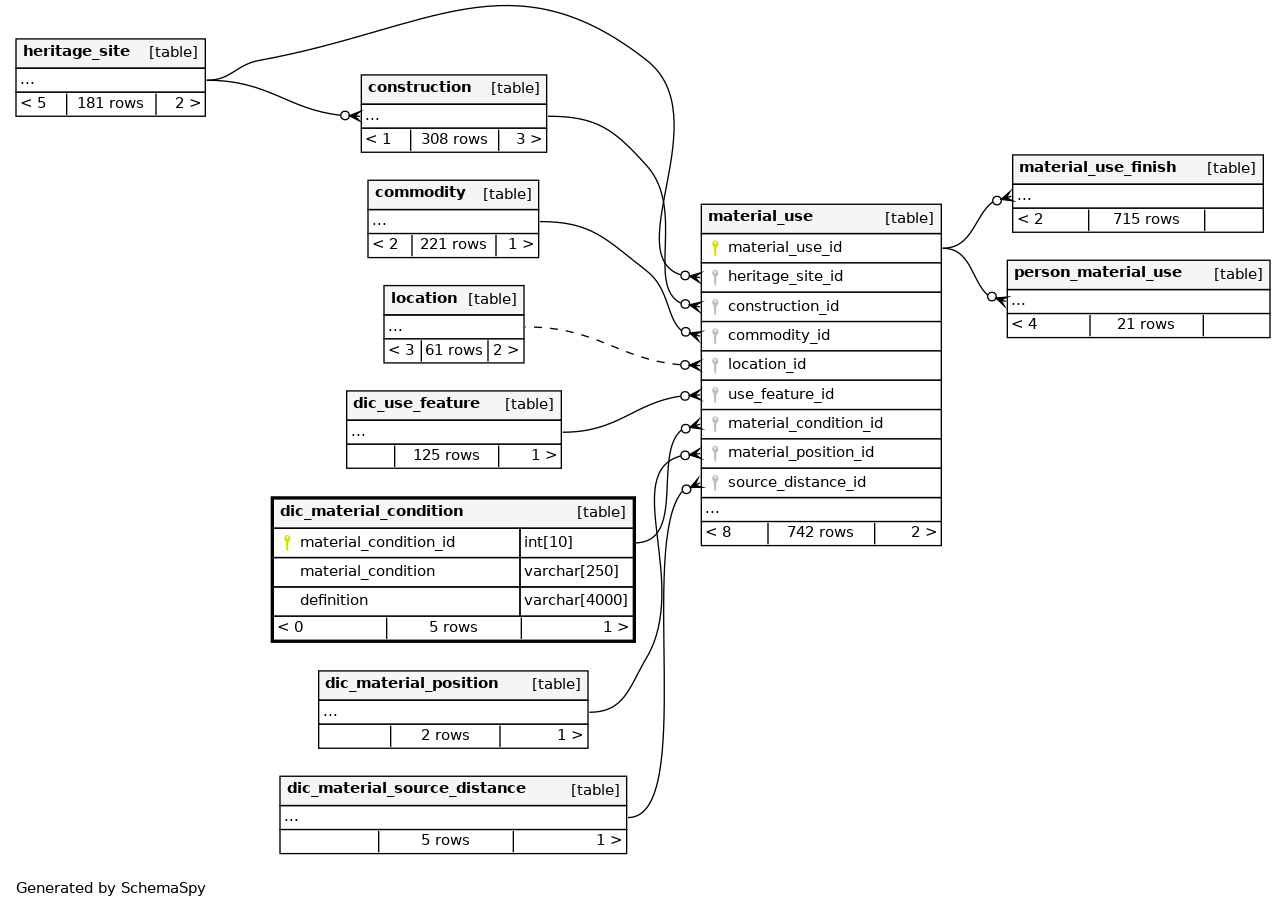 heritage_site [table]
...
< 5 181 rows 2 >
construction [table]
...
< 1 308 rows 3 >
commodity [table]
...
< 2 221 rows 1 >
location [table]
...
< 3 61 rows 2 >
dic_use_feature [table]
...
125 rows 1 >
dic_material_condition [table]
material_condition_id int[10]
material_condition varchar[250]
definition varchar[4000]
< 0 5 rows 1 >
dic_material_position [table]
...
2 rows 1 >
dic_material_source_distance [table]
...
5 rows 1 >
material_use [table]
material_use_id
heritage_site_id
construction_id
commodity_id
location_id
use_feature_id
material_condition_id
material_position_id
source_distance_id
...
< 8 742 rows 2 >
material_use_finish [table]
...
< 2 715 rows
person_material_use [table]
...
< 4 21 rows
Generated by SchemaSpy